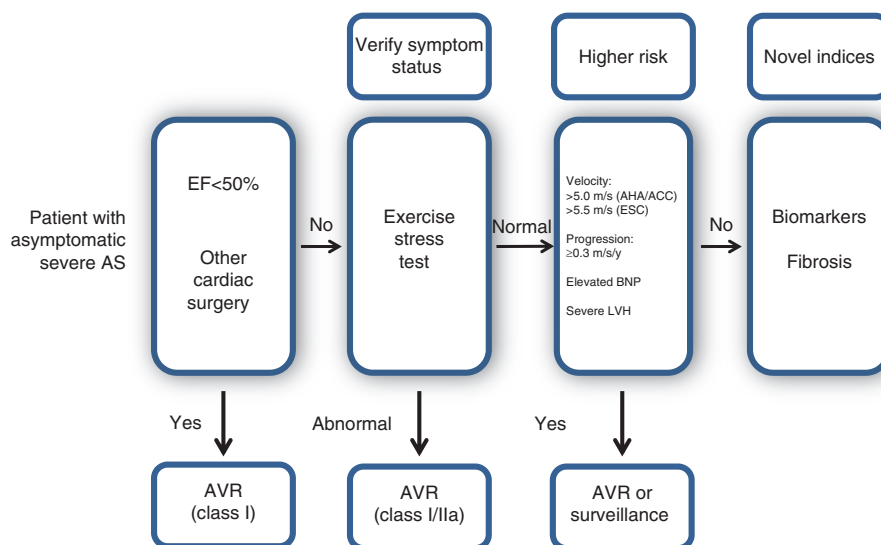 Verify symptom
status
Higher risk
Novel indices
Patient with
asymptomatic
severe AS
EF<50%
Other
cardiac
surgery
No
Exercise
stress
test
Normal
Velocity:
>5.0 m/s (AHA/ACC)
>5.5 m/s (ESC)
Progression:
≥0.3 m/s/y
Elevated BNP
Severe LVH
No
Biomarkers
Fibrosis
Yes
Abnormal
Yes
AVR
(class I)
AVR
(class I/IIa)
AVR or
surveillance